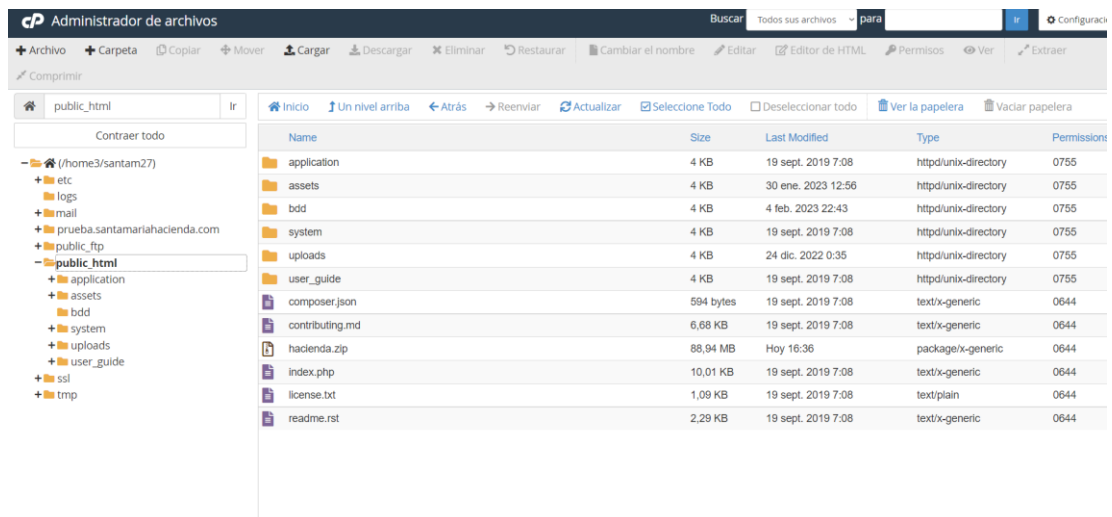 cP Administrador de archivos Buscar Todos sus archivos para Ir Configuraci
Archivo Carpeta Copiar Mover Cargar Descargar Eliminar Restaurar Cambiar el nombre Editar Editor de HTML Permisos Ver Extraer
Comprimir
public_html Ir Inicio Un nivel arriba Atrás Reenviar Actualizar Seleccione Todo Deseleccionar todo Ver la papelera Vaciar papelera
Contraer todo
(/home3/santam27)
etc
logs
mail
prueba.santamariahacienda.com
public_ftp
public_html
application
assets
bdd
system
uploads
user_guide
ssl
tmp
Name Size Last Modified Type Permissions
application 4 KB 19 sept. 2019 7:08 httpd/unix-directory 0755
assets 4 KB 30 ene. 2023 12:56 httpd/unix-directory 0755
bdd 4 KB 4 feb. 2023 22:43 httpd/unix-directory 0755
system 4 KB 19 sept. 2019 7:08 httpd/unix-directory 0755
uploads 4 KB 24 dic. 2022 0:35 httpd/unix-directory 0755
user_guide 4 KB 19 sept. 2019 7:08 httpd/unix-directory 0755
composer.json 594 bytes 19 sept. 2019 7:08 text/x-generic 0644
contributing.md 6,68 KB 19 sept. 2019 7:08 text/x-generic 0644
hacienda.zip 88,94 MB Hoy 16:36 package/x-generic 0644
index.php 10,01 KB 19 sept. 2019 7:08 text/x-generic 0644
license.txt 1,09 KB 19 sept. 2019 7:08 text/plain 0644
readme.rst 2,29 KB 19 sept. 2019 7:08 text/x-generic 0644